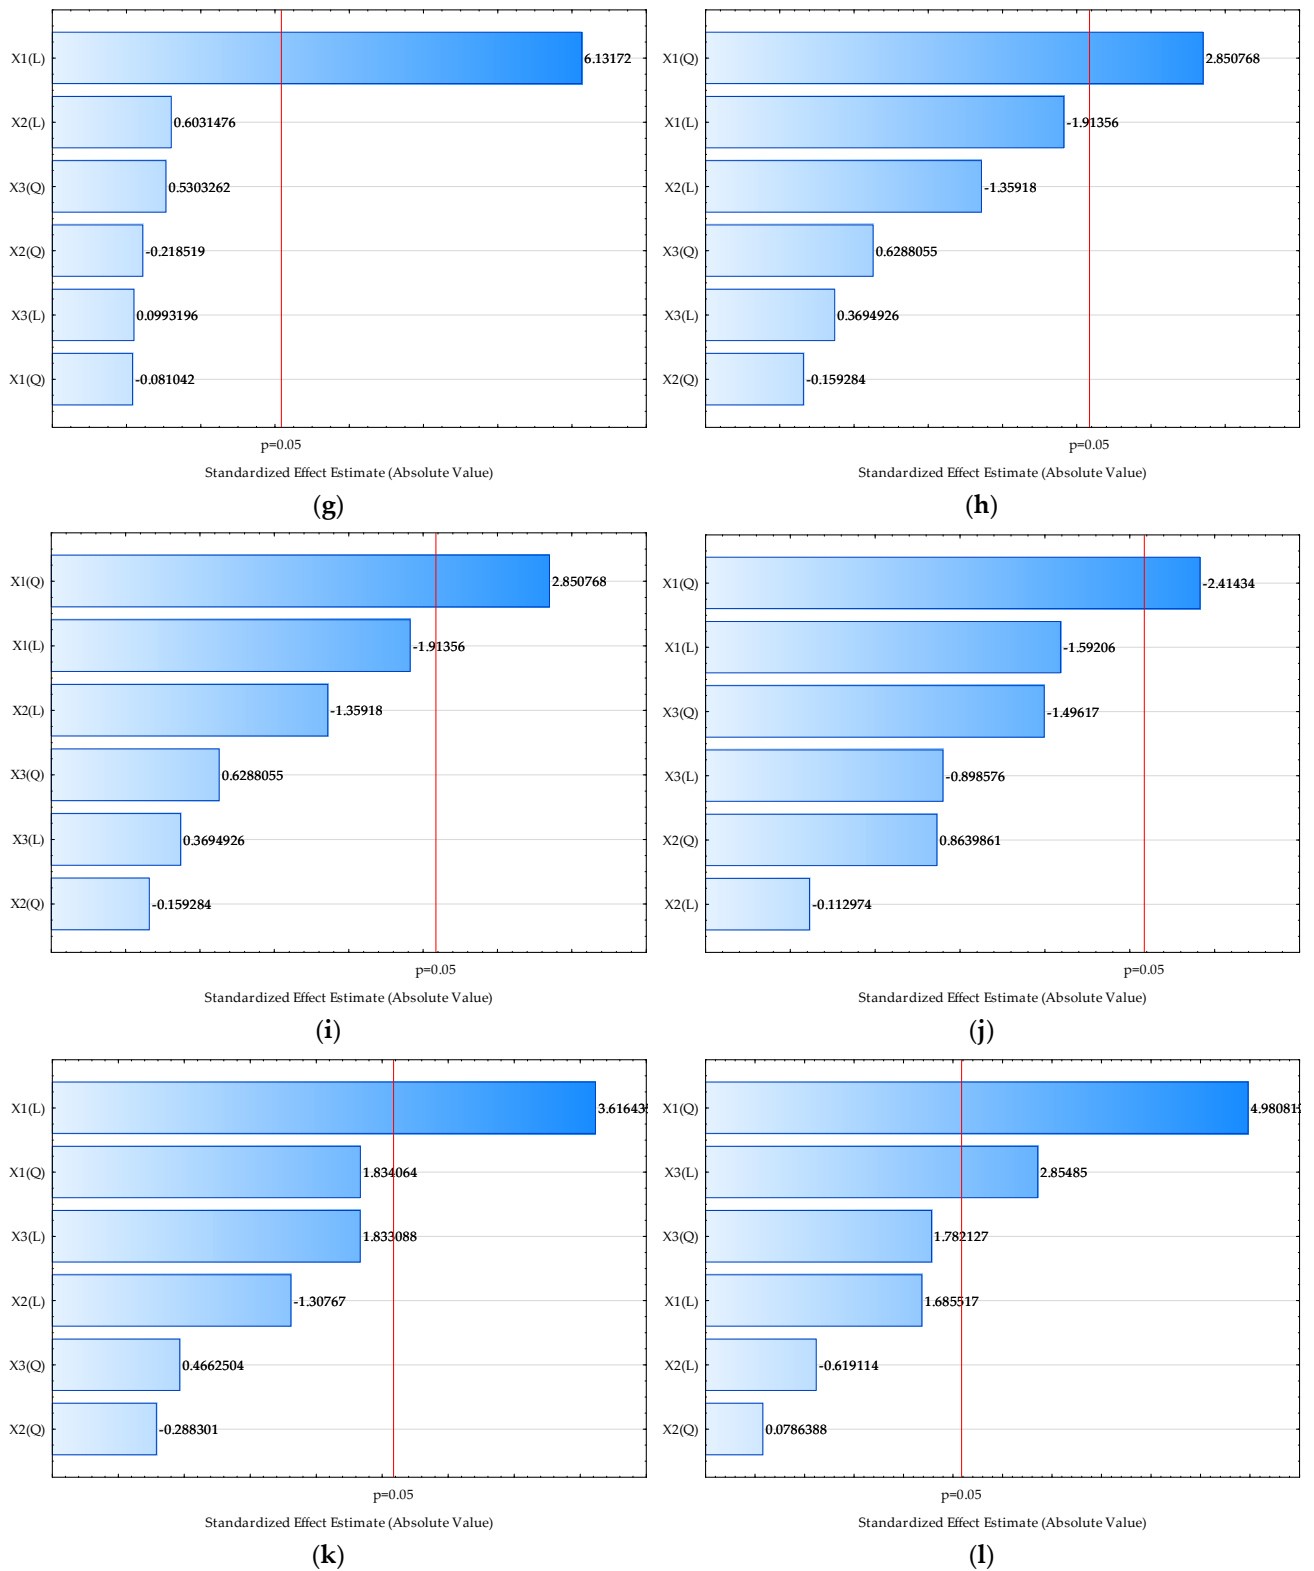 X1(L)
6.13172
X2(L)
0.6031476
X3(Q)
0.5303262
X2(Q)
-0.218519
X3(L)
0.0993196
X1(Q)
-0.081042
p=0.05
Standardized Effect Estimate (Absolute Value)
(g)
X1(Q)
2.850768
X1(L)
-1.91356
X2(L)
-1.35918
X3(Q)
0.6288055
X3(L)
0.3694926
X2(Q)
-0.159284
p=0.05
Standardized Effect Estimate (Absolute Value)
(h)
X1(Q)
2.850768
X1(L)
-1.91356
X2(L)
-1.35918
X3(Q)
0.6288055
X3(L)
0.3694926
X2(Q)
-0.159284
p=0.05
Standardized Effect Estimate (Absolute Value)
(i)
X1(Q)
-2.41434
X1(L)
-1.59206
X3(Q)
-1.49617
X3(L)
-0.898576
X2(Q)
0.8639861
X2(L)
-0.112974
p=0.05
Standardized Effect Estimate (Absolute Value)
(j)
X1(L)
3.61643
X1(Q)
1.834064
X3(L)
1.833088
X2(L)
-1.30767
X3(Q)
0.4662504
X2(Q)
-0.288301
p=0.05
Standardized Effect Estimate (Absolute Value)
(k)
X1(Q)
4.98081
X3(L)
2.85485
X3(Q)
1.782127
X1(L)
1.685517
X2(L)
-0.619114
X2(Q)
0.0786388
p=0.05
Standardized Effect Estimate (Absolute Value)
(l)